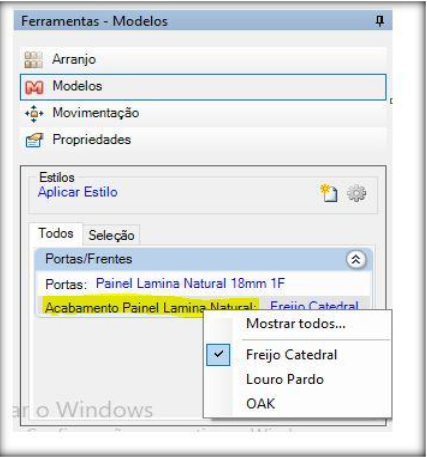 Ferramentas - Modelos
Arranjo
Modelos
Movimentação
Propriedades
Estilos
Aplicar Estilo
Todos Seleção
Portas/Frentes
Portas: Painel Lamina Natural 18mm 1F
Acabamento Painel Lamina Natural: Freijo Catedral
Mostrar todos...
Freijo Catedral
Louro Pardo
OAK
o Windows